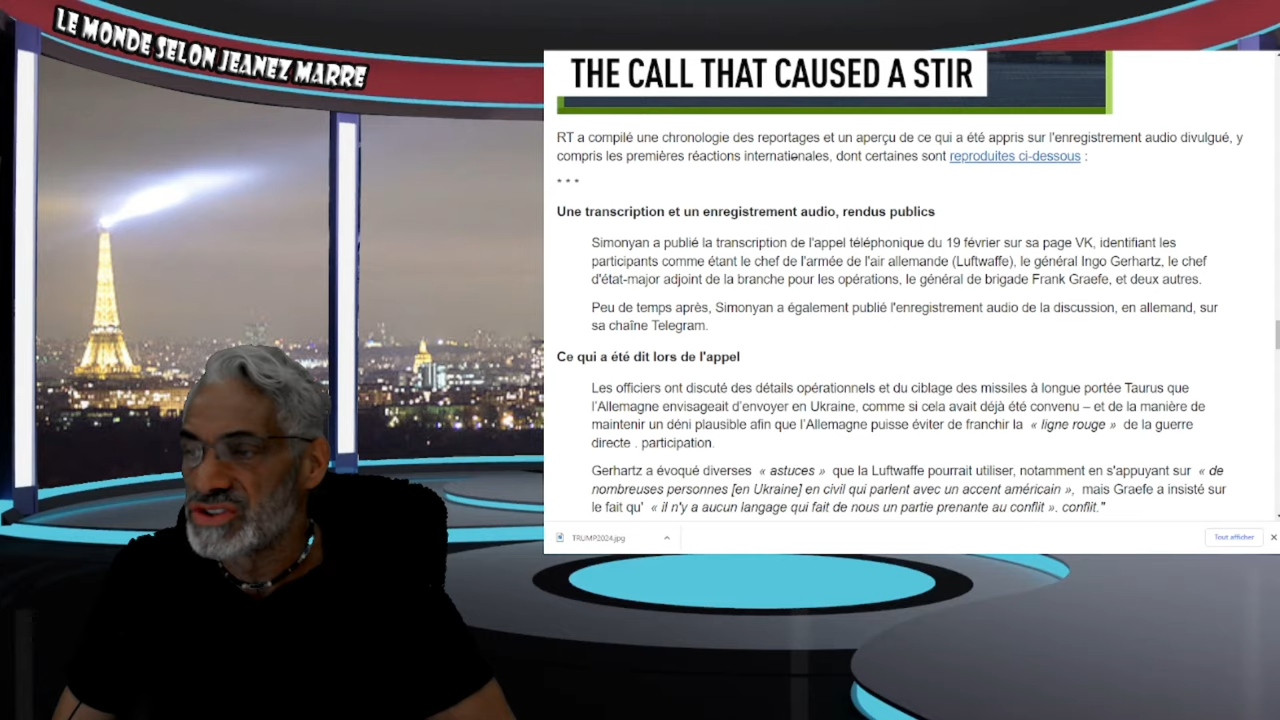 LE MONDE SELON JEANEZ MARRE
THE CALL THAT CAUSED A STIR
RT a compilé une chronologie des reportages et un aperçu de ce qui a été appris sur l'enregistrement audio divulgué, y
compris les premières réactions internationales, dont certaines sont reproduites ci-dessous :
* * *
Une transcription et un enregistrement audio, rendus publics
Simonyan a publié la transcription de l'appel téléphonique du 19 février sur sa page VK, identifiant les
participants comme étant le chef de l'armée de l'air allemande (Luftwaffe), le général Ingo Gerhartz, le chef
d'état-major adjoint de la branche pour les opérations, le général de brigade Frank Graefe, et deux autres.
Peu de temps après, Simonyan a également publié l'enregistrement audio de la discussion, en allemand, sur
sa chaîne Telegram.
Ce qui a été dit lors de l'appel
Les officiers ont discuté des détails opérationnels et du ciblage des missiles à longue portée Taurus que
l'Allemagne envisageait d'envoyer en Ukraine, comme si cela avait déjà été convenu – et de la manière de
maintenir un déni plausible afin que l'Allemagne puisse éviter de franchir la « ligne rouge » de la guerre
directe . participation.
Gerhartz a évoqué diverses « astuces » que la Luftwaffe pourrait utiliser, notamment en s'appuyant sur « de
nombreuses personnes [en Ukraine] en civil qui parlent avec un accent américain », mais Graefe a insisté sur
le fait qu' « il n'y a aucun langage qui fait de nous un partie prenante au conflit ». conflit."
TRUMP2024.jpg
Tout afficher